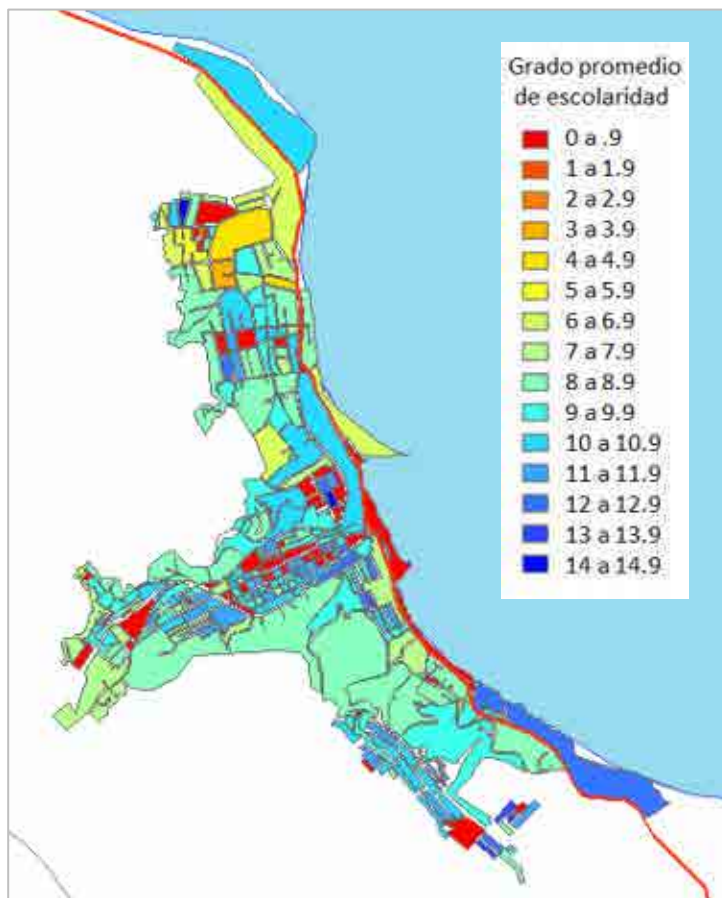 Grado promedio
de escolaridad
0 a .9
1 a 1.9
2 a 2.9
3 a 3.9
4 a 4.9
5 a 5.9
6 a 6.9
7 a 7.9
8 a 8.9
9 a 9.9
10 a 10.9
11 a 11.9
12 a 12.9
13 a 13.9
14 a 14.9